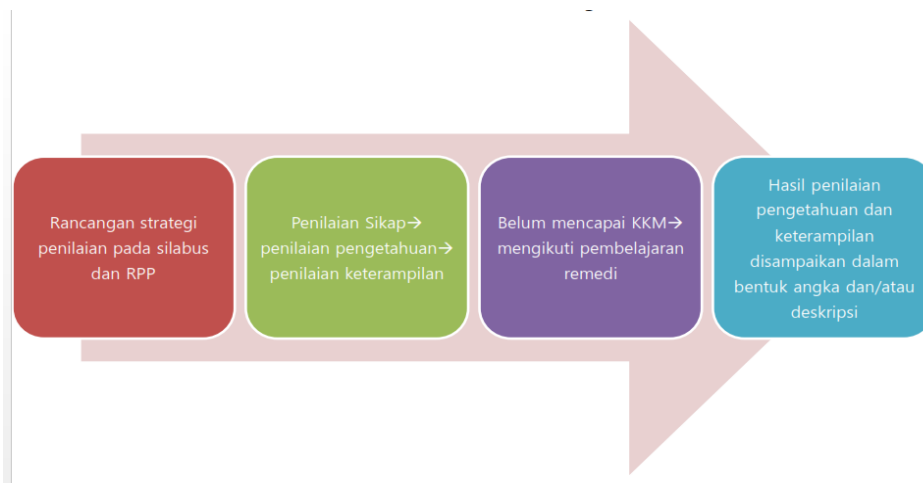 Rancangan strategi
penilaian pada silabus
dan RPP
Penilaian Sikap→
penilaian pengetahuan→
penilaian keterampilan
Belum mencapai KKM→
mengikuti pembelajaran
remedi
Hasil penilaian
pengetahuan dan
keterampilan
disampaikan dalam
bentuk angka dan/atau
deskripsi